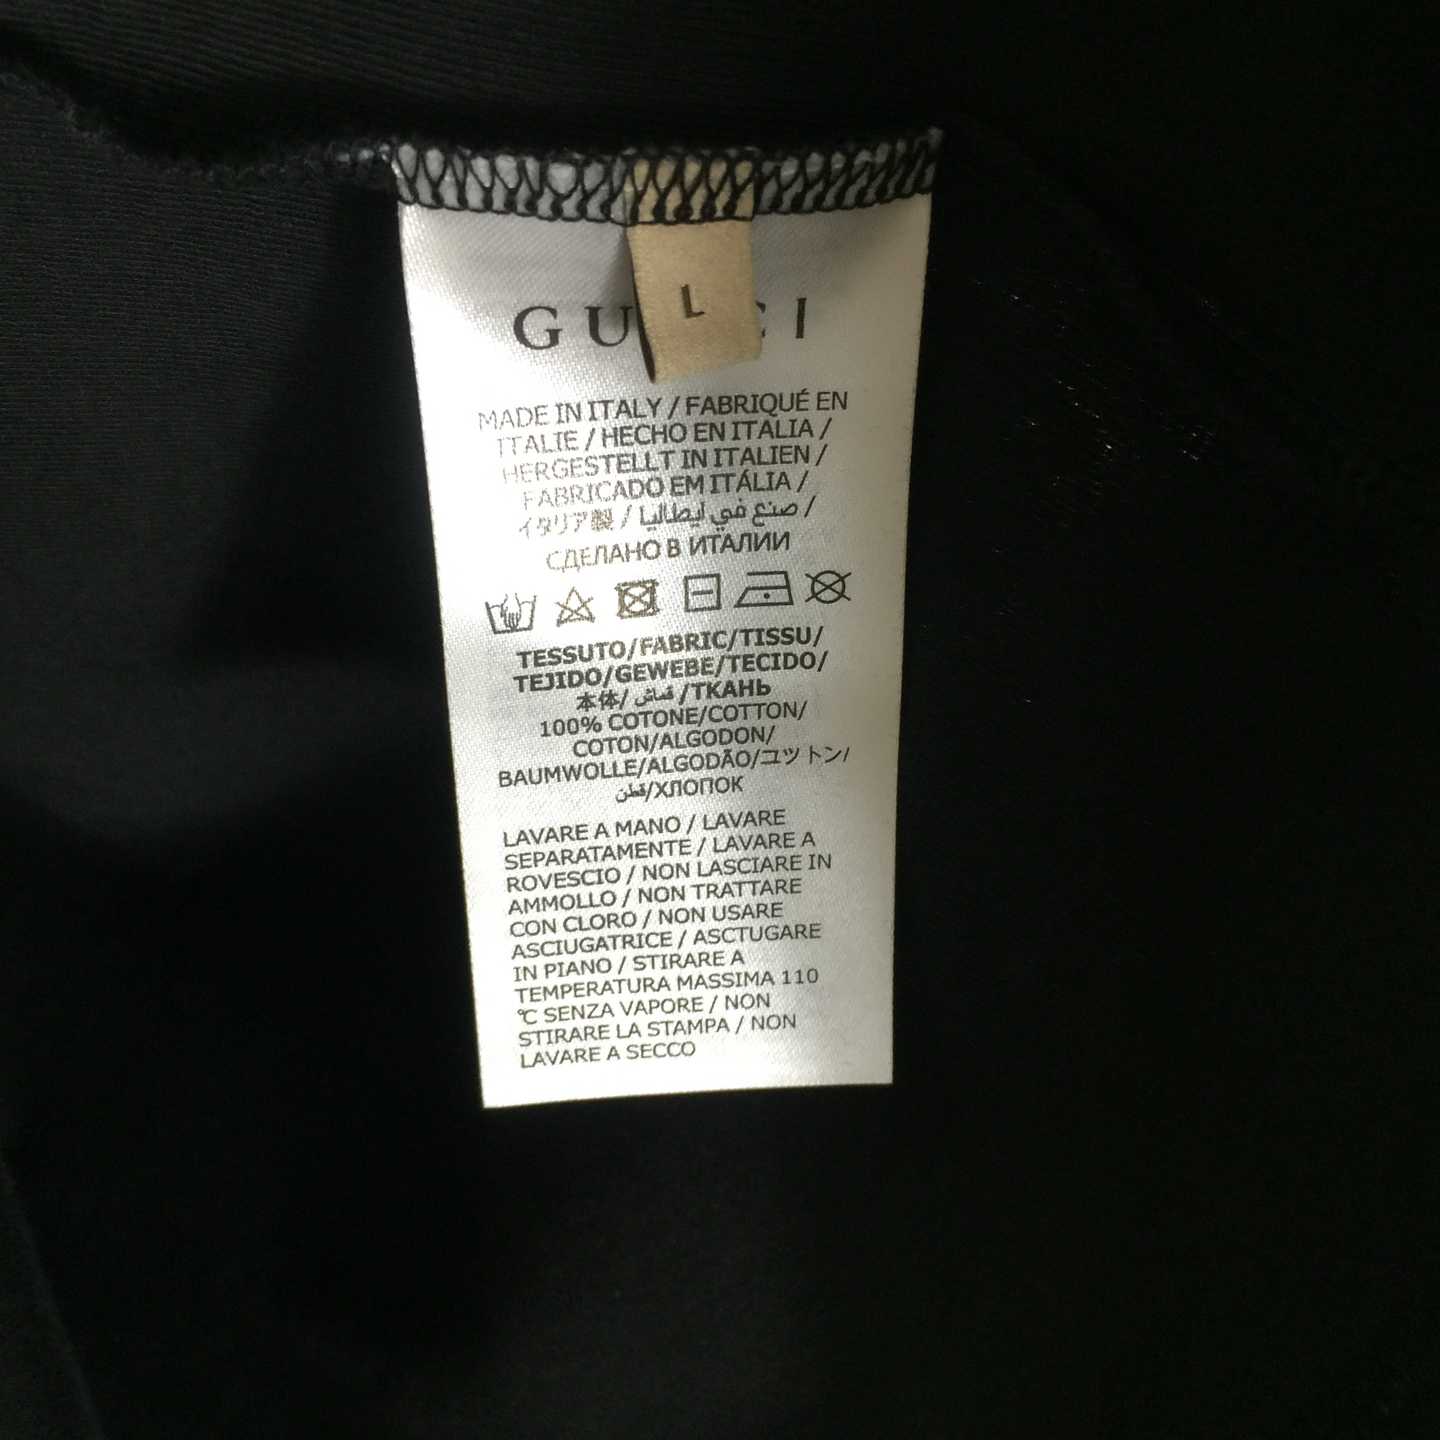 L
GUCCI
MADE IN ITALY / FABRIQUÉ EN
ITALIE / HECHO EN ITALIA /
HERGESTELLT IN ITALIEN /
FABRICADO EM ITÁLIA /
イタリア製 / صنع في ايطاليا /
СДЕЛАНО В ИТАЛИИ
TESSUTO/FABRIC/TISSU/
TEJIDO/GEWEBE/TECIDO/
本体/قماش/ТКАНЬ
100% COTONE/COTTON/
COTON/ALGODON/
BAUMWOLLE/ALGODÃO/ユットン/
قطن/ХЛОПОК
LAVARE A MANO / LAVARE
SEPARATAMENTE / LAVARE A
ROVESCIO / NON LASCIARE IN
AMMOLLO / NON TRATTARE
CON CLORO / NON USARE
ASCIUGATRICE / ASCTUGARE
IN PIANO / STIRARE A
TEMPERATURA MASSIMA 110
℃ SENZA VAPORE / NON
STIRARE LA STAMPA / NON
LAVARE A SECCO